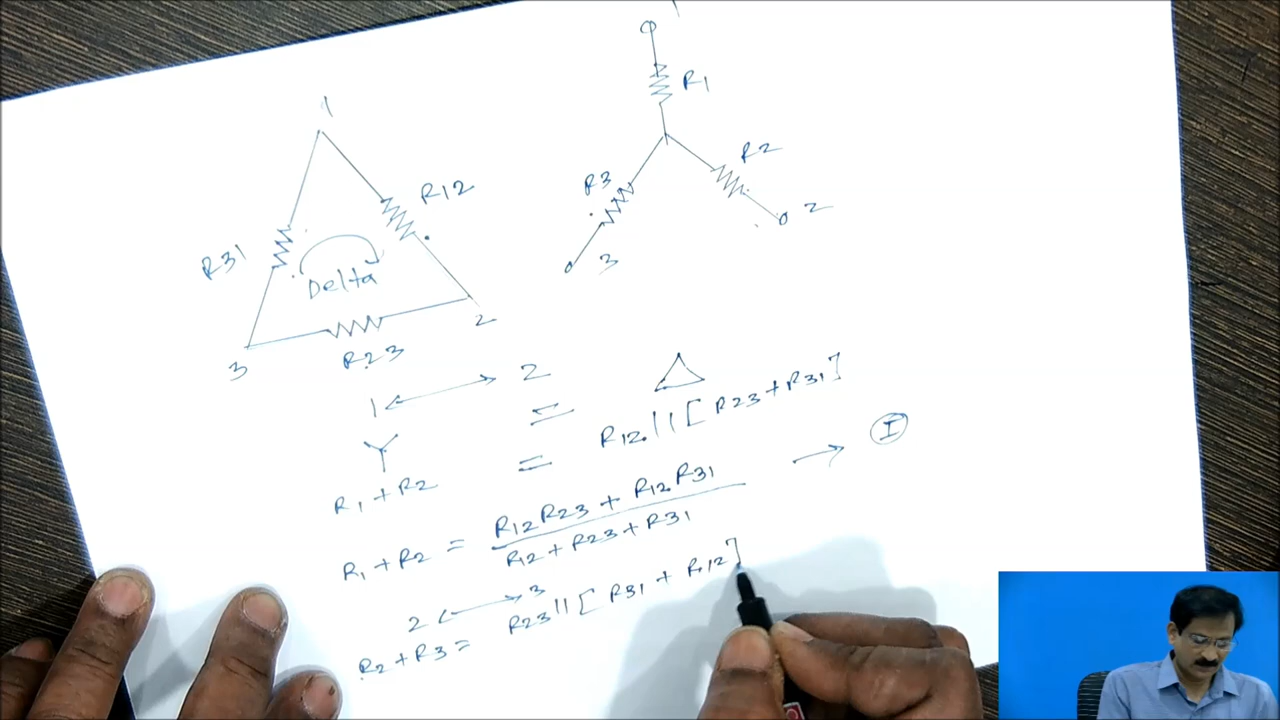 1
R1
R12
R2
R3
2
R31
3
Delta
2
R23
3
1 ⟷ 2
Y = △
R1 + R2 = R12 || [R23 + R31]
R1 + R2 = (R12R23 + R12R31) / (R12 + R23 + R31) → I
2 ⟷ 3
R2 + R3 = R23 || [R31 + R12]